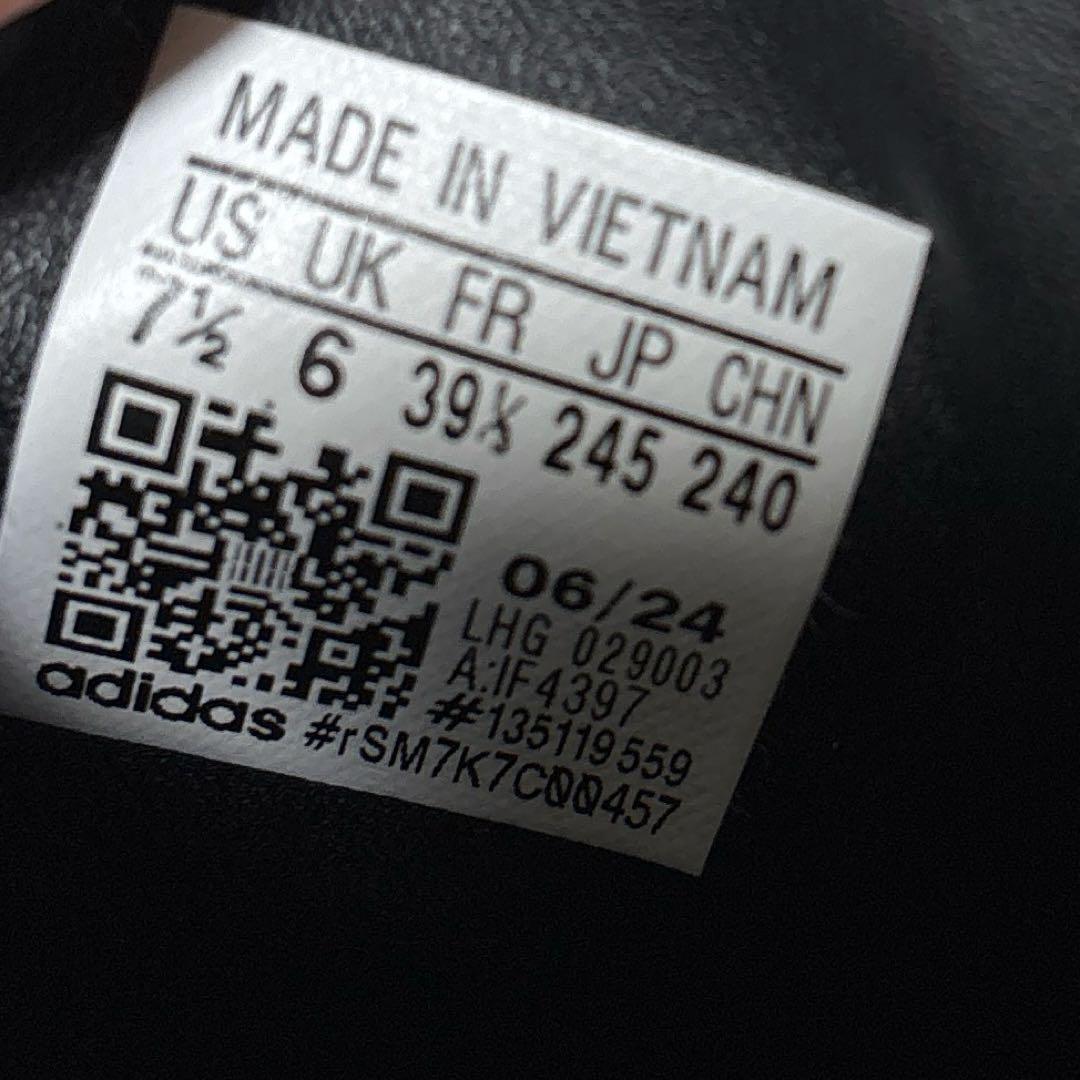 MADE IN VIETNAM
US UK FR JP CHN
7½ 6 39⅓ 245 240
06/24
LHG 029003
A:IF4397
#135119559
adidas #rSM7K7C00457